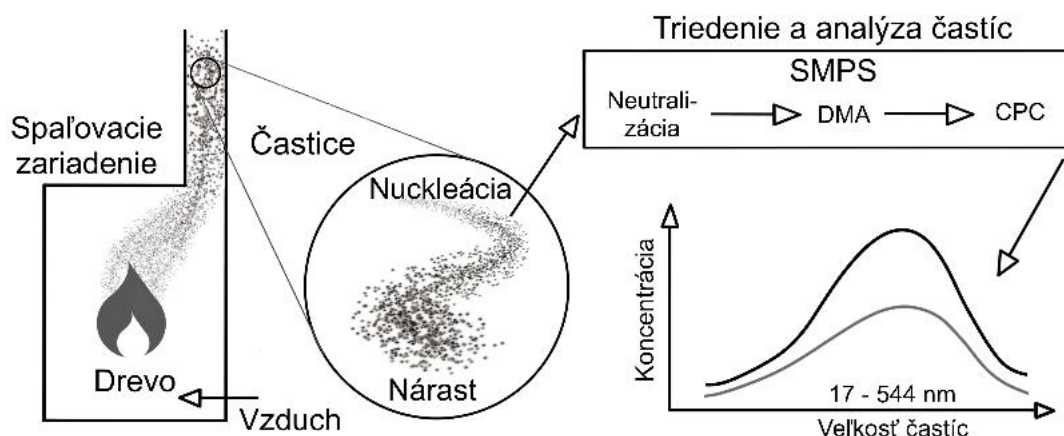 Spaľovacie
zariadenie
Drevo
Vzduch
Častice
Nuckleácia
Nárast
Triedenie a analýza častíc
SMPS
Neutrali-
zácia
DMA
CPC
Koncentrácia
17 - 544 nm
Veľkosť častíc